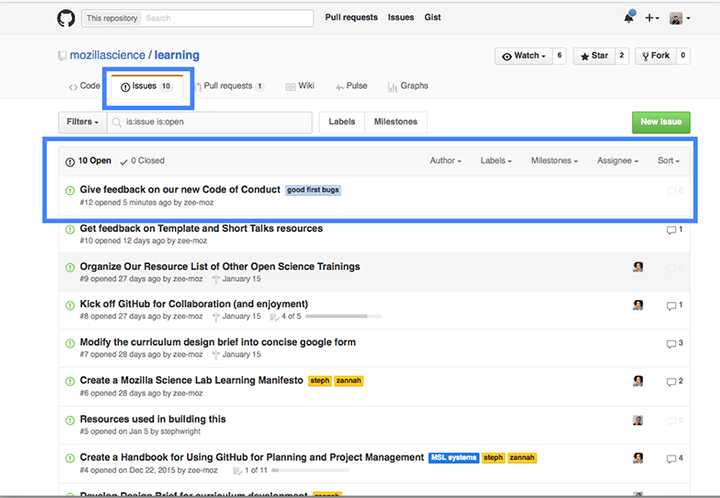 This repository Search Pull requests Issues Gist
mozillascience / learning Watch 6 Star 2 Fork 0
Code Issues 10 Pull requests 1 Wiki Pulse Graphs
Filters is:issue is:open Labels Milestones New Issue
10 Open 0 Closed Author Labels Milestones Assignee Sort
Give feedback on our new Code of Conduct good first bugs 0
#12 opened 5 minutes ago by zee-moz
Get feedback on Template and Short Talks resources 1
#10 opened 12 days ago by zee-moz
Organize Our Resource List of Other Open Science Trainings 0
#9 opened 27 days ago by zee-moz January 15
Kick off GitHub for Collaboration (and enjoyment) 1
#8 opened 27 days ago by zee-moz January 15 4 of 5
Modify the curriculum design brief into concise google form 3
#7 opened 28 days ago by zee-moz January 15
Create a Mozilla Science Lab Learning Manifesto steph zannah 2
#6 opened 28 days ago by zee-moz
Resources used in building this 0
#5 opened on Jan 5 by stephwright
Create a Handbook for Using GitHub for Planning and Project Management MSL systems steph zannah 4
#4 opened on Dec 22, 2015 by zee-moz 1 of 11
Develop Design Brief for curriculum development zannah